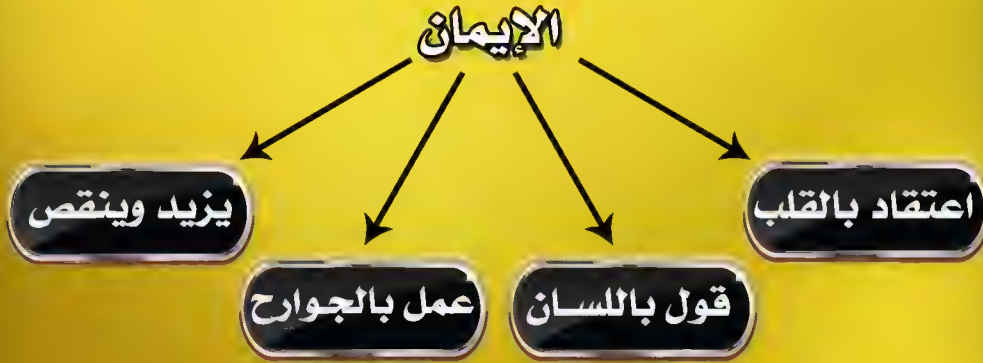 الإيمان
اعتقاد بالقلب
قول باللسان
عمل بالجوارح
يزيد وينقص